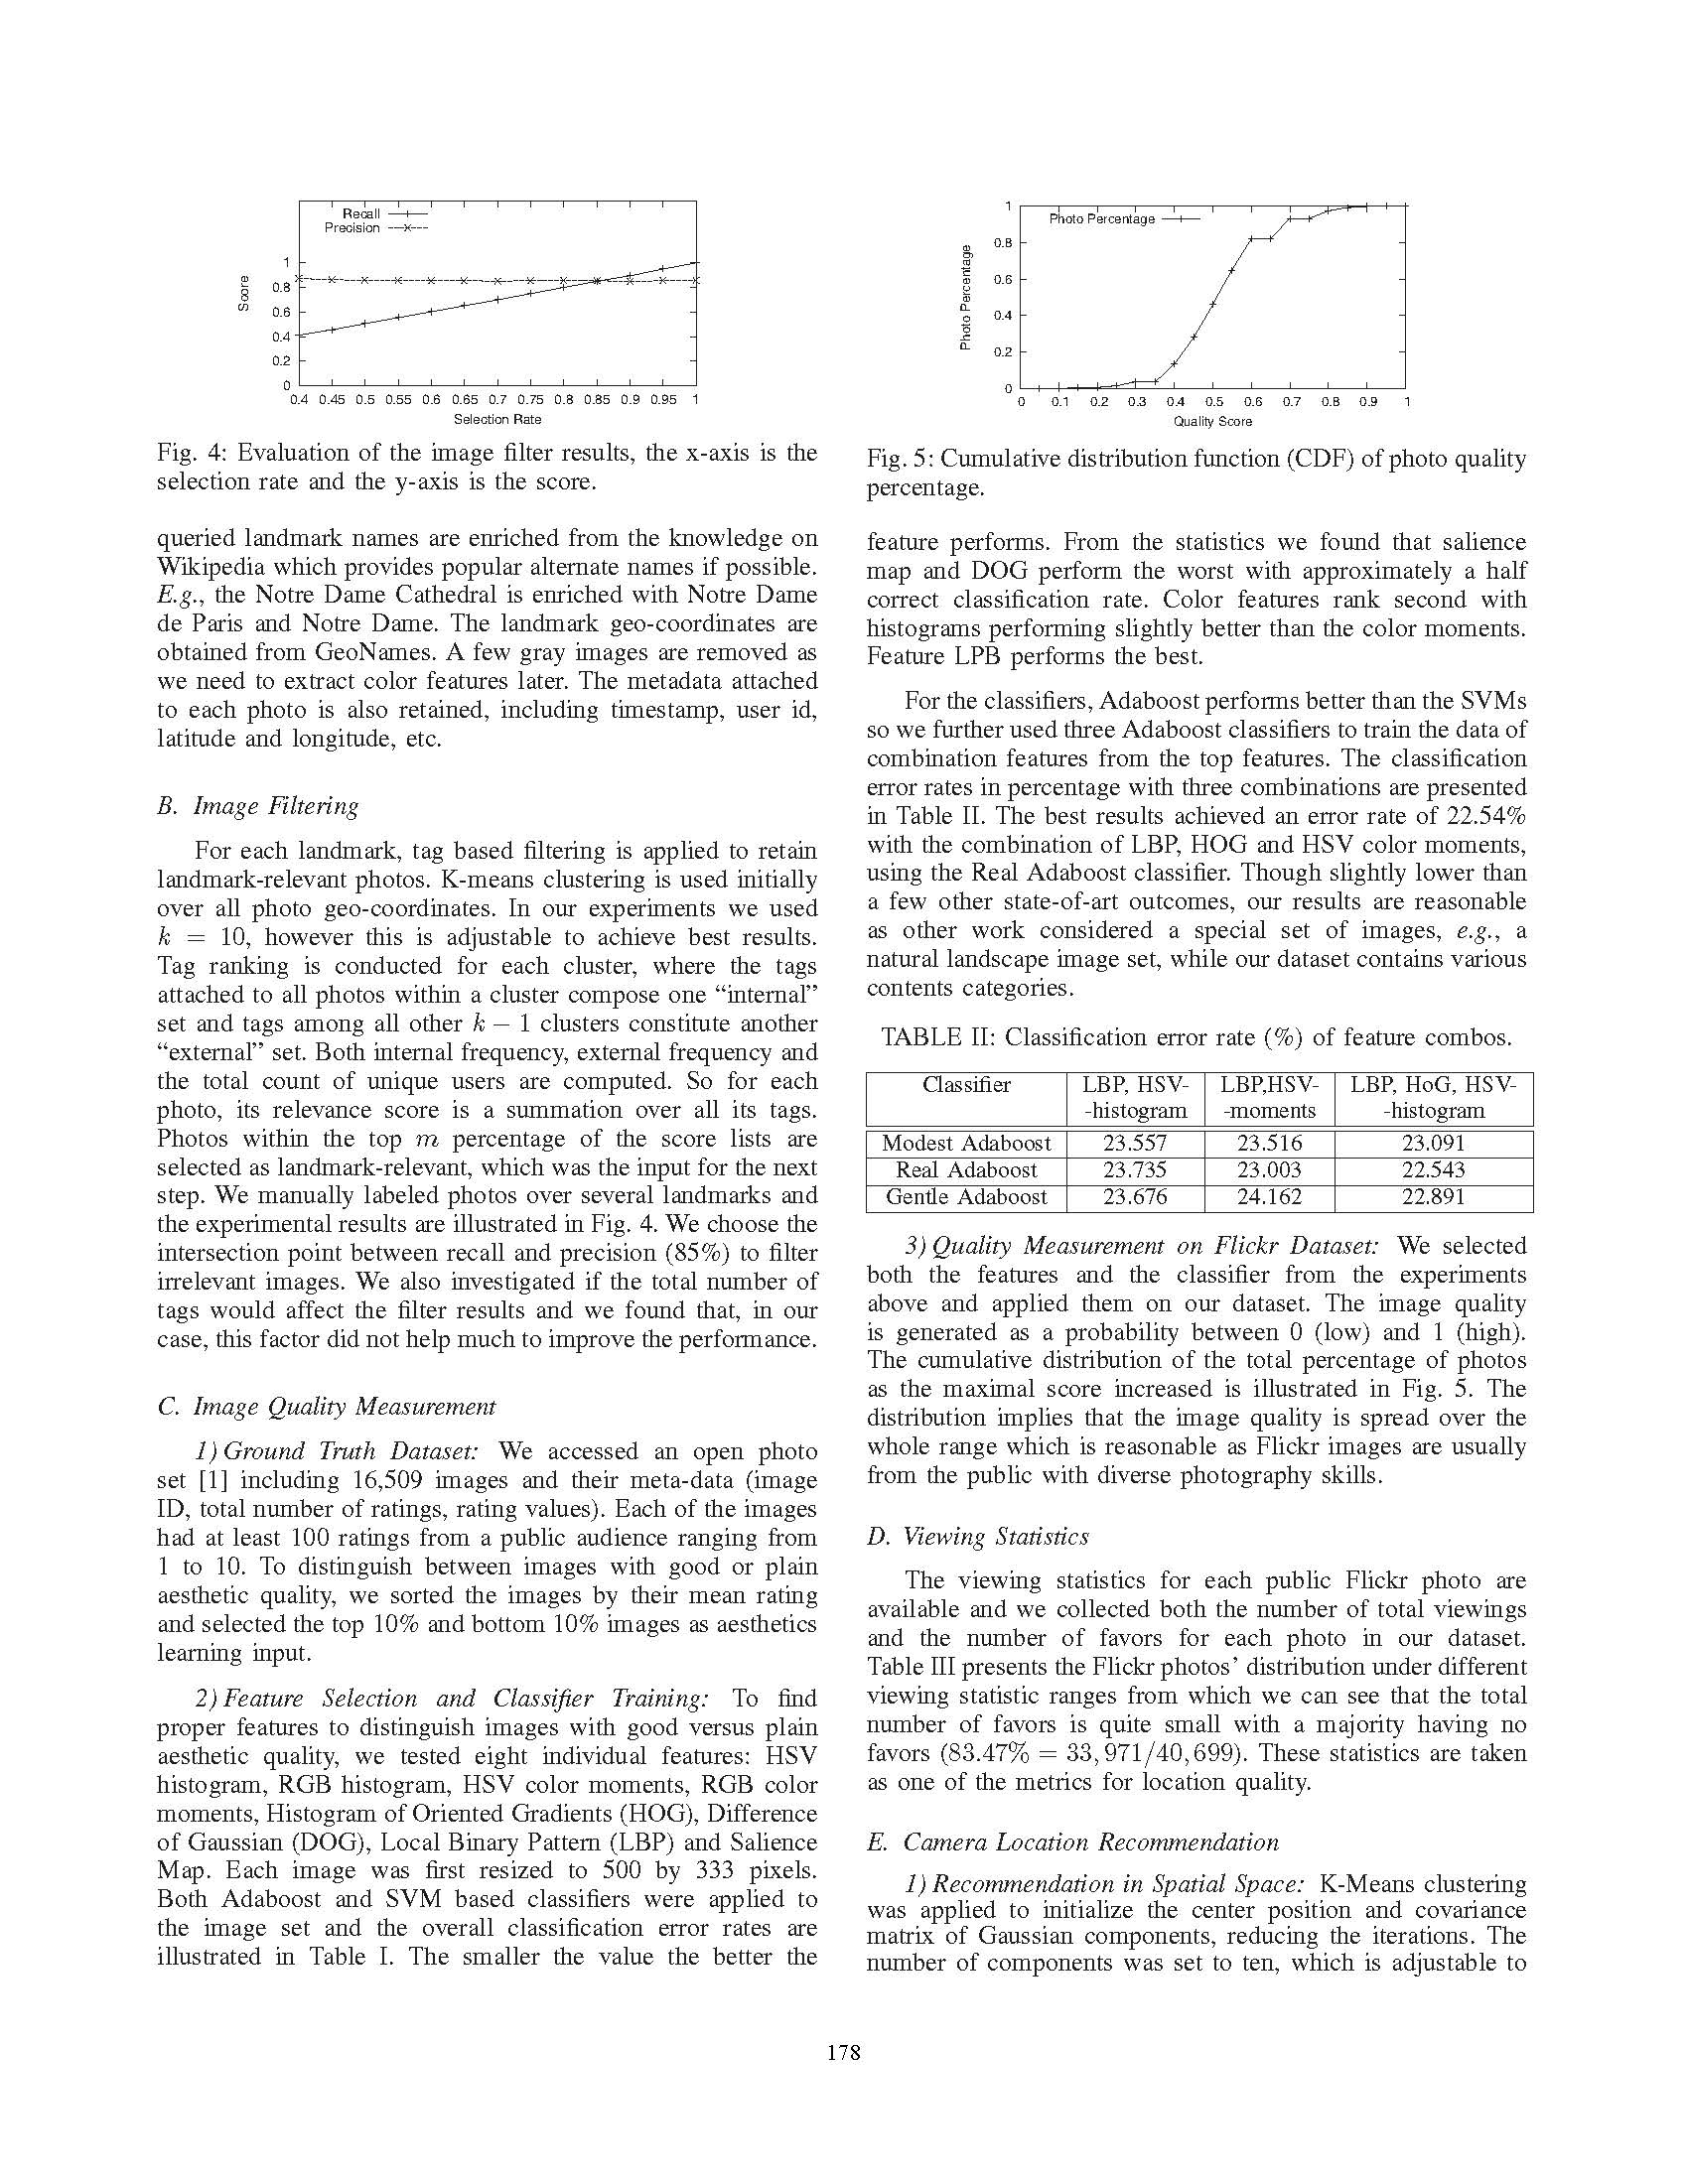 Recall
Precision
Score
1
0.8
0.6
0.4
0.2
0
0.4 0.45 0.5 0.55 0.6 0.65 0.7 0.75 0.8 0.85 0.9 0.95 1
Selection Rate
Fig. 4: Evaluation of the image filter results, the x-axis is the
selection rate and the y-axis is the score.
queried landmark names are enriched from the knowledge on
Wikipedia which provides popular alternate names if possible.
E.g., the Notre Dame Cathedral is enriched with Notre Dame
de Paris and Notre Dame. The landmark geo-coordinates are
obtained from GeoNames. A few gray images are removed as
we need to extract color features later. The metadata attached
to each photo is also retained, including timestamp, user id,
latitude and longitude, etc.
B. Image Filtering
For each landmark, tag based filtering is applied to retain
landmark-relevant photos. K-means clustering is used initially
over all photo geo-coordinates. In our experiments we used
k = 10, however this is adjustable to achieve best results.
Tag ranking is conducted for each cluster, where the tags
attached to all photos within a cluster compose one “internal”
set and tags among all other k − 1 clusters constitute another
“external” set. Both internal frequency, external frequency and
the total count of unique users are computed. So for each
photo, its relevance score is a summation over all its tags.
Photos within the top m percentage of the score lists are
selected as landmark-relevant, which was the input for the next
step. We manually labeled photos over several landmarks and
the experimental results are illustrated in Fig. 4. We choose the
intersection point between recall and precision (85%) to filter
irrelevant images. We also investigated if the total number of
tags would affect the filter results and we found that, in our
case, this factor did not help much to improve the performance.
C. Image Quality Measurement
1) Ground Truth Dataset: We accessed an open photo
set [1] including 16,509 images and their meta-data (image
ID, total number of ratings, rating values). Each of the images
had at least 100 ratings from a public audience ranging from
1 to 10. To distinguish between images with good or plain
aesthetic quality, we sorted the images by their mean rating
and selected the top 10% and bottom 10% images as aesthetics
learning input.
2) Feature Selection and Classifier Training: To find
proper features to distinguish images with good versus plain
aesthetic quality, we tested eight individual features: HSV
histogram, RGB histogram, HSV color moments, RGB color
moments, Histogram of Oriented Gradients (HOG), Difference
of Gaussian (DOG), Local Binary Pattern (LBP) and Salience
Map. Each image was first resized to 500 by 333 pixels.
Both Adaboost and SVM based classifiers were applied to
the image set and the overall classification error rates are
illustrated in Table I. The smaller the value the better the
Photo Percentage
Photo Percentage
1
0.8
0.6
0.4
0.2
0
0 0.1 0.2 0.3 0.4 0.5 0.6 0.7 0.8 0.9 1
Quality Score
Fig. 5: Cumulative distribution function (CDF) of photo quality
percentage.
feature performs. From the statistics we found that salience
map and DOG perform the worst with approximately a half
correct classification rate. Color features rank second with
histograms performing slightly better than the color moments.
Feature LPB performs the best.
For the classifiers, Adaboost performs better than the SVMs
so we further used three Adaboost classifiers to train the data of
combination features from the top features. The classification
error rates in percentage with three combinations are presented
in Table II. The best results achieved an error rate of 22.54%
with the combination of LBP, HOG and HSV color moments,
using the Real Adaboost classifier. Though slightly lower than
a few other state-of-art outcomes, our results are reasonable
as other work considered a special set of images, e.g., a
natural landscape image set, while our dataset contains various
contents categories.
TABLE II: Classification error rate (%) of feature combos.
Classifier LBP, HSV- LBP,HSV- LBP, HoG, HSV-
-histogram -moments -histogram
Modest Adaboost 23.557 23.516 23.091
Real Adaboost 23.735 23.003 22.543
Gentle Adaboost 23.676 24.162 22.891
3) Quality Measurement on Flickr Dataset: We selected
both the features and the classifier from the experiments
above and applied them on our dataset. The image quality
is generated as a probability between 0 (low) and 1 (high).
The cumulative distribution of the total percentage of photos
as the maximal score increased is illustrated in Fig. 5. The
distribution implies that the image quality is spread over the
whole range which is reasonable as Flickr images are usually
from the public with diverse photography skills.
D. Viewing Statistics
The viewing statistics for each public Flickr photo are
available and we collected both the number of total viewings
and the number of favors for each photo in our dataset.
Table III presents the Flickr photos’ distribution under different
viewing statistic ranges from which we can see that the total
number of favors is quite small with a majority having no
favors (83.47% = 33, 971/40, 699). These statistics are taken
as one of the metrics for location quality.
E. Camera Location Recommendation
1) Recommendation in Spatial Space: K-Means clustering
was applied to initialize the center position and covariance
matrix of Gaussian components, reducing the iterations. The
number of components was set to ten, which is adjustable to
178